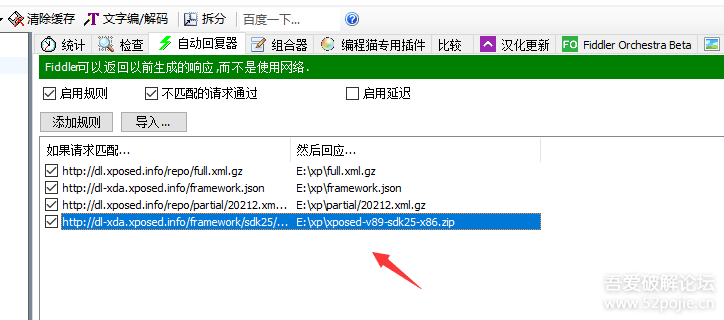 清除缓存 文字编/解码 拆分 百度一下...
统计 检查 自动回复器 组合器 编程猫专用插件 比较 汉化更新 FO Fiddler Orchestra Beta
Fiddler可以返回以前生成的响应,而不是使用网络.
启用规则 不匹配的请求通过 启用延迟
添加规则 导入...
如果请求匹配... 然后回应...
http://dl.xposed.info/repo/full.xml.gz E:\xp\full.xml.gz
http://dl-xda.xposed.info/framework.json E:\xp\framework.json
http://dl.xposed.info/repo/partial/20212.xm... E:\xp\partial/20212.xml.gz
http://dl-xda.xposed.info/framework/sdk25/... E:\xp\xposed-v89-sdk25-x86.zip
吾爱破解论坛
www.52pojie.cn